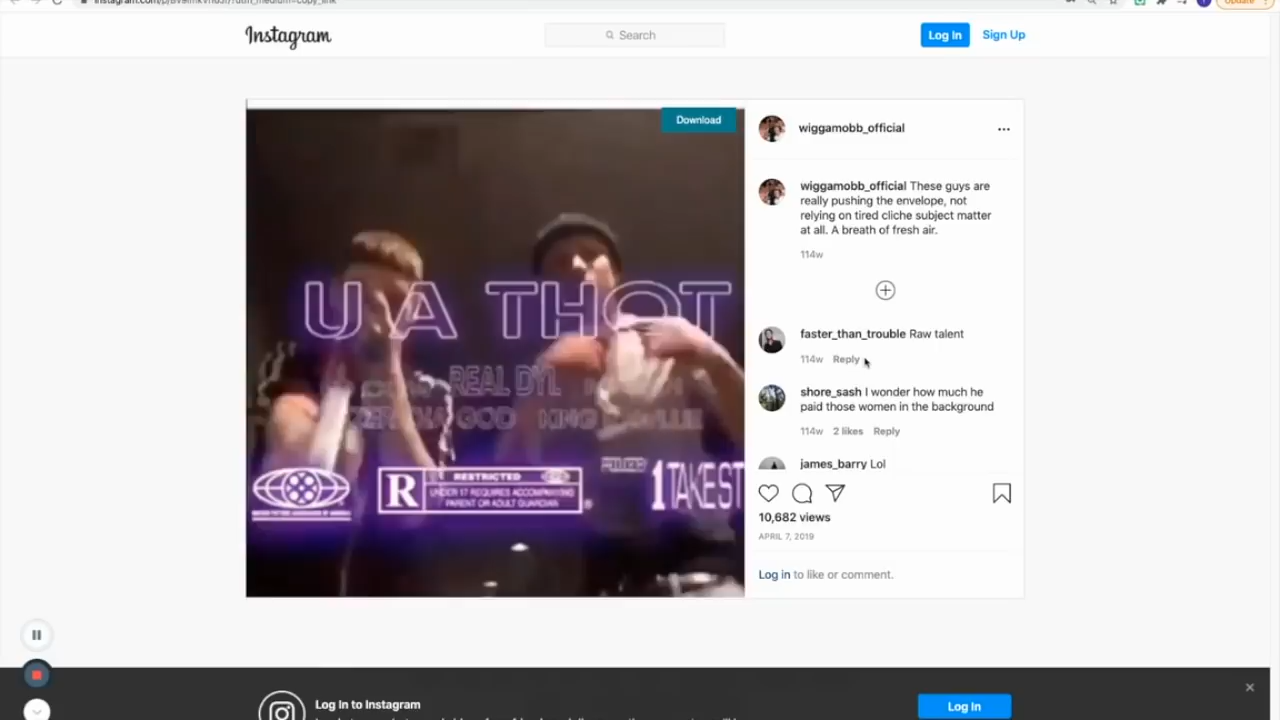 Instagram
Search
Log In
Sign Up
Download
wiggamobb_official
wiggamobb_official These guys are
really pushing the envelope, not
relying on tired cliche subject matter
at all. A breath of fresh air.
114w
faster_than_trouble Raw talent
114w Reply
shore_sash I wonder how much he
paid those women in the background
114w 2 likes Reply
james_barry Lol
10,682 views
APRIL 7, 2019
Log in to like or comment.
U A THOT
REAL DYL
GOD KING
R RESTRICTED
UNDER 17 REQUIRES ACCOMPANYING
PARENT OR ADULT GUARDIAN
1TAKEST
Log In to Instagram
Log In